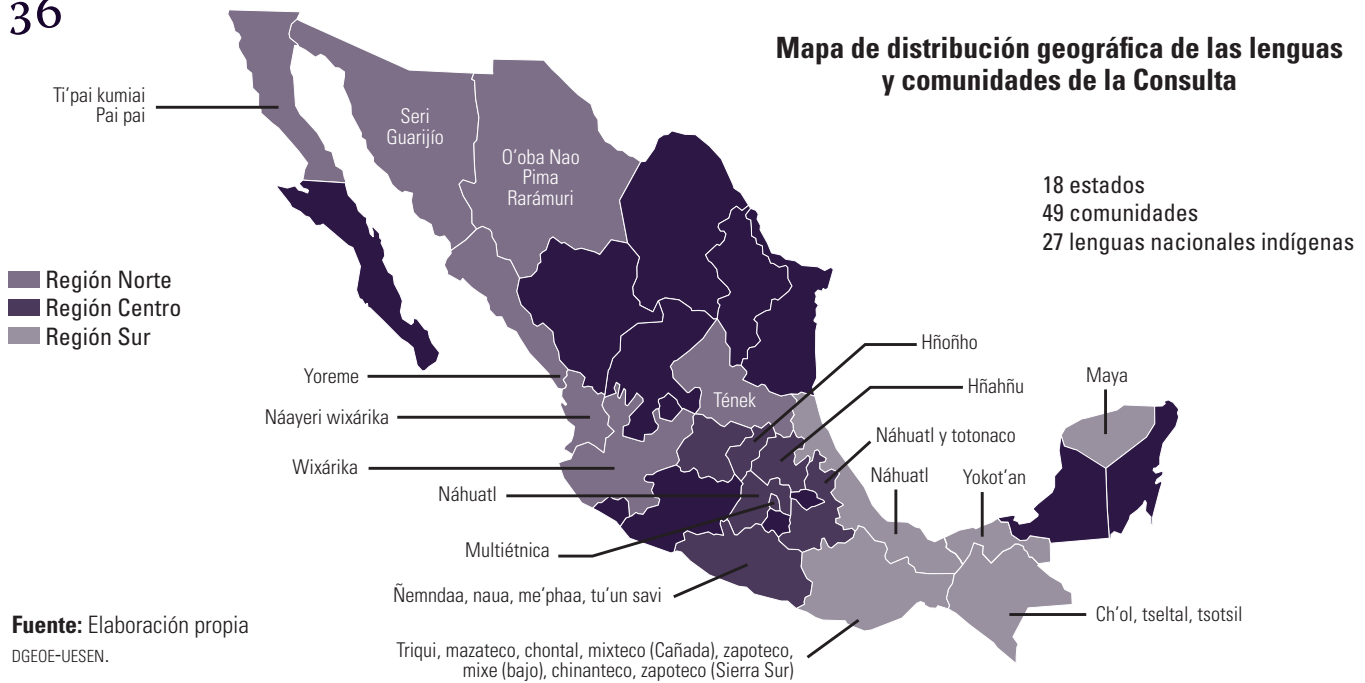 36
Mapa de distribución geográfica de las lenguas
y comunidades de la Consulta
18 estados
49 comunidades
27 lenguas nacionales indígenas
Ti'pai kumiai
Pai pai
Seri
Guarijío
O'oba Nao
Pima
Rarámuri
Región Norte
Región Centro
Región Sur
Yoreme
Náayeri wixárika
Wixárika
Náhuatl
Multiétnica
Ñemndaa, naua, me'phaa, tu'un savi
Triqui, mazateco, chontal, mixteco (Cañada), zapoteco,
mixe (bajo), chinanteco, zapoteco (Sierra Sur)
Tének
Hñoñho
Hñahñu
Náhuatl y totonaco
Náhuatl
Yokot'an
Maya
Ch'ol, tseltal, tsotsil
Fuente: Elaboración propia
DGEOE-UESEN.